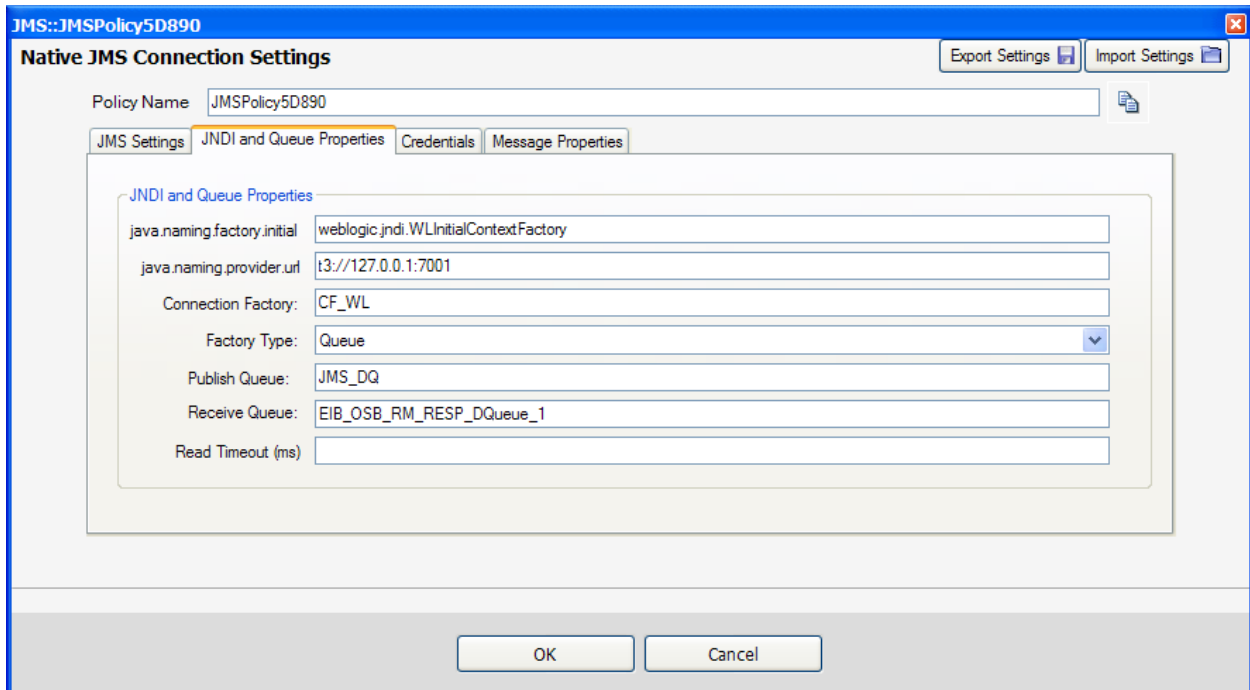 JMS::JMSPolicy5D890
Native JMS Connection Settings
Export Settings
Import Settings
Policy Name
JMSPolicy5D890
JMS Settings
JNDI and Queue Properties
Credentials
Message Properties
JNDI and Queue Properties
java.naming.factory.initial
weblogic.jndi.WLInitialContextFactory
java.naming.provider.url
t3://127.0.0.1:7001
Connection Factory:
CF_WL
Factory Type:
Queue
Publish Queue:
JMS_DQ
Receive Queue:
EIB_OSB_RM_RESP_DQueue_1
Read Timeout (ms)
OK
Cancel